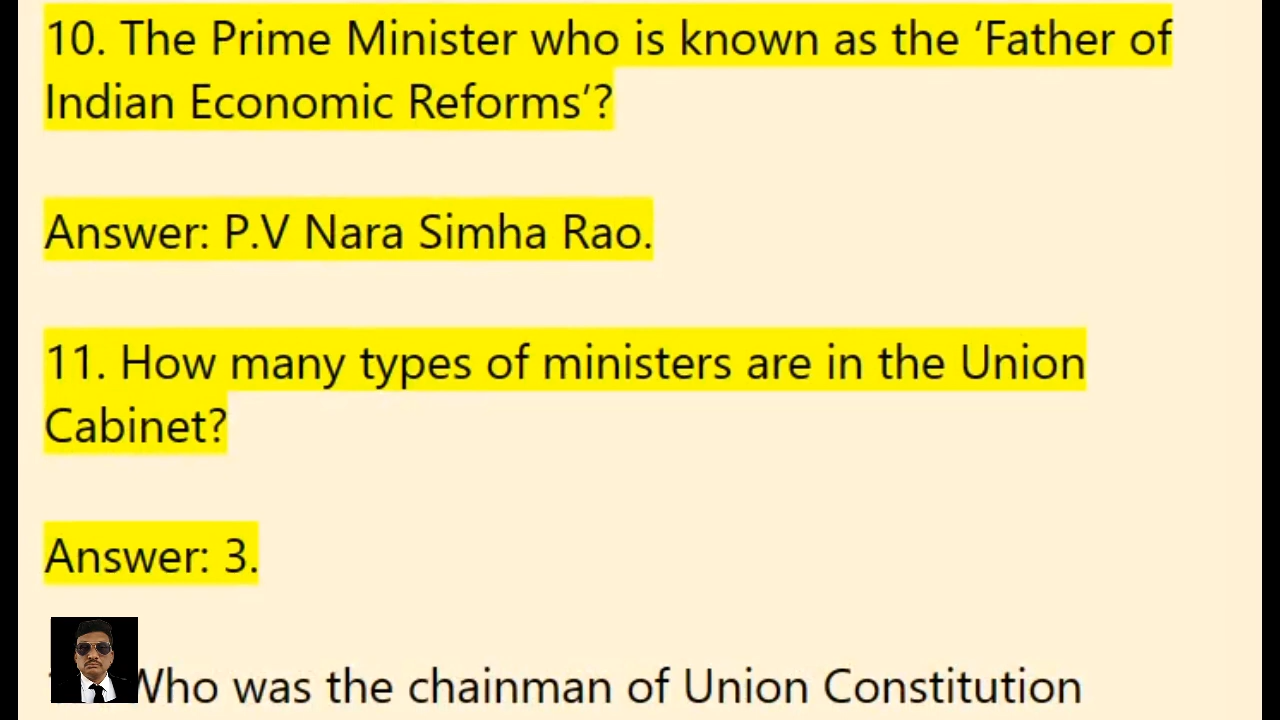 10. The Prime Minister who is known as the ‘Father of
Indian Economic Reforms’?
Answer: P.V Nara Simha Rao.
11. How many types of ministers are in the Union
Cabinet?
Answer: 3.
Who was the chainman of Union Constitution